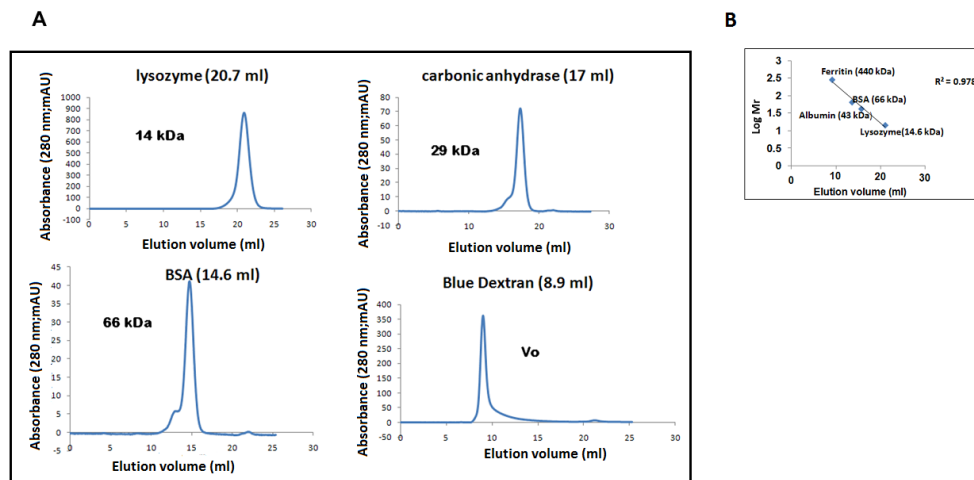 A
lysozyme (20.7 ml)
Absorbance (280 nm;mAU)
1000
900
800
700
600
500
400
300
200
100
0
-100
14 kDa
0 5 10 15 20 25 30
Elution volume (ml)
carbonic anhydrase (17 ml)
Absorbance (280 nm;mAU)
80
70
60
50
40
30
20
10
0
-10
29 kDa
0 5 10 15 20 25 30
Elution volume (ml)
BSA (14.6 ml)
Absorbance (280 nm;mAU)
45
40
35
30
25
20
15
10
5
0
-5
66 kDa
0 5 10 15 20 25 30
Elution volume (ml)
Blue Dextran (8.9 ml)
Absorbance (280 nm;mAU)
400
350
300
250
200
150
100
50
0
-50
Vo
0 5 10 15 20 25 30
Elution volume (ml)
B
Log Mr
3
2.5
2
1.5
1
0.5
0
Ferritin (440 kDa)
R² = 0.978
BSA (66 kDa)
Albumin (43 kDa)
Lysozyme(14.6 kDa)
0 10 20 30
Elution volume (ml)